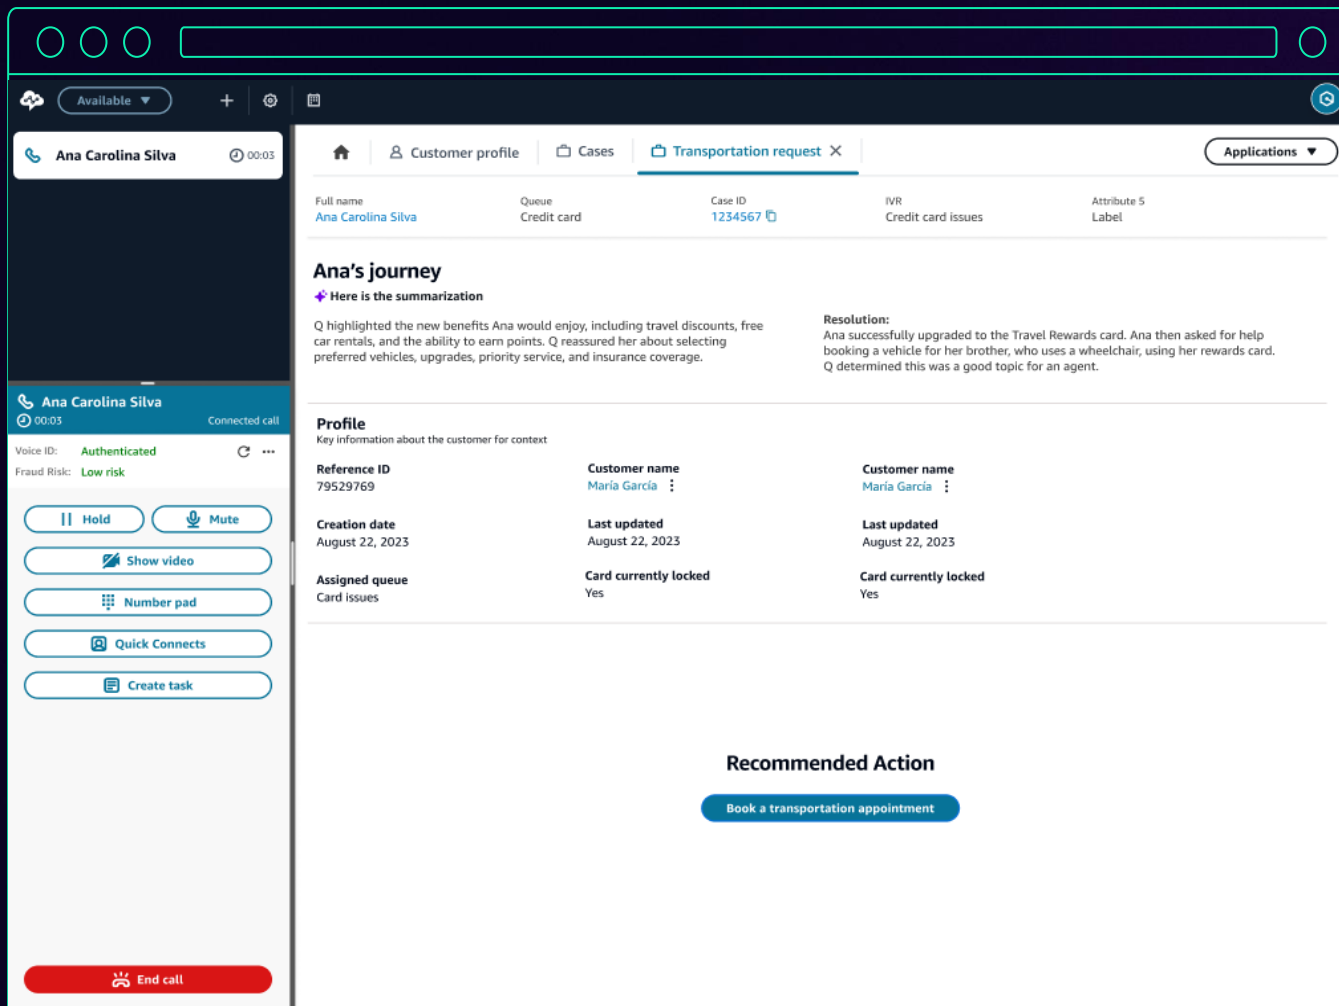 Available
Ana Carolina Silva 00:03
Customer profile Cases Transportation request Applications
Full name Queue Case ID IVR Attribute 5
Ana Carolina Silva Credit card 1234567 Credit card issues Label
Ana's journey
Here is the summarization
Q highlighted the new benefits Ana would enjoy, including travel discounts, free
car rentals, and the ability to earn points. Q reassured her about selecting
preferred vehicles, upgrades, priority service, and insurance coverage.
Resolution:
Ana successfully upgraded to the Travel Rewards card. Ana then asked for help
booking a vehicle for her brother, who uses a wheelchair, using her rewards card.
Q determined this was a good topic for an agent.
Ana Carolina Silva
00:03 Connected call
Voice ID: Authenticated
Fraud Risk: Low risk
Hold Mute
Show video
Number pad
Quick Connects
Create task
End call
Profile
Key information about the customer for context
Reference ID Customer name Customer name
79529769 María García María García
Creation date Last updated Last updated
August 22, 2023 August 22, 2023 August 22, 2023
Assigned queue Card currently locked Card currently locked
Card issues Yes Yes
Recommended Action
Book a transportation appointment